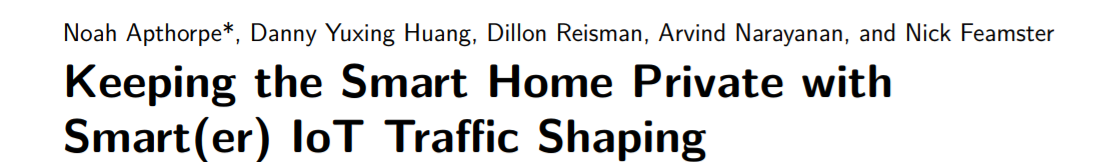 Noah Apthorpe*, Danny Yuxing Huang, Dillon Reisman, Arvind Narayanan, and Nick Feamster
Keeping the Smart Home Private with
Smart(er) IoT Traffic Shaping